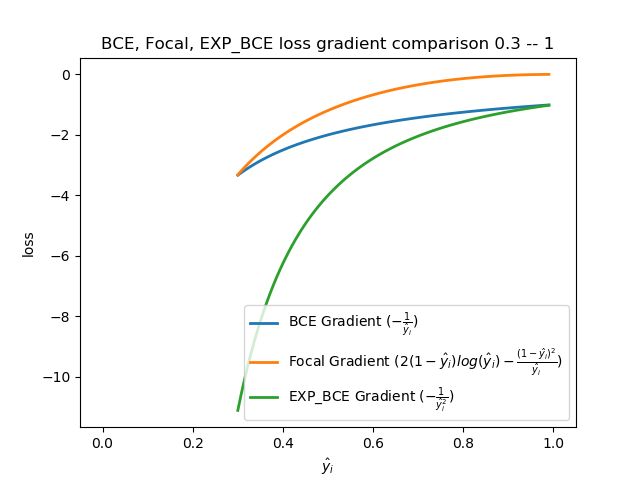 BCE, Focal, EXP_BCE loss gradient comparison 0.3 -- 1
0
−2
−4
−6
−8
−10
loss
BCE Gradient (−1/ŷᵢ)
Focal Gradient (2(1 − ŷᵢ)log(ŷᵢ) − (1−ŷᵢ)²/ŷᵢ)
EXP_BCE Gradient (−1/ŷᵢ²)
0.0 0.2 0.4 0.6 0.8 1.0
ŷᵢ